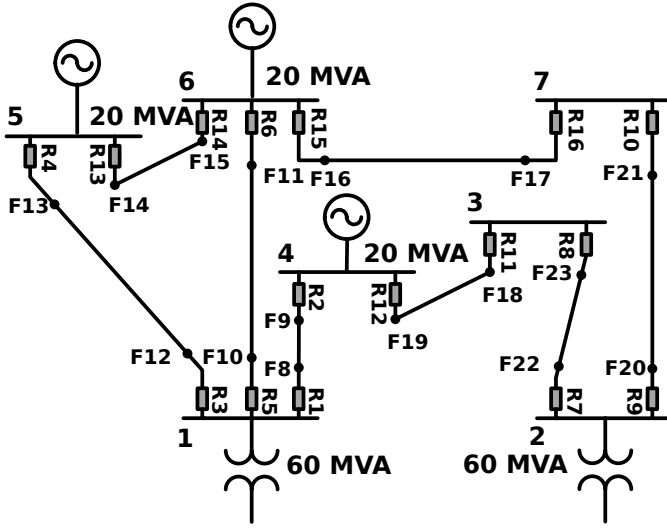 6
20 MVA
7
5
20 MVA
R14
R6
R15
R16
R10
R4
R13
F15
F11
F16
F17
F21
F14
F13
3
4
20 MVA
R11
R8
F23
F18
R2
R12
F9
F19
F12
F10
F8
F22
F20
R3
R5
R1
R7
R9
1
2
60 MVA
60 MVA